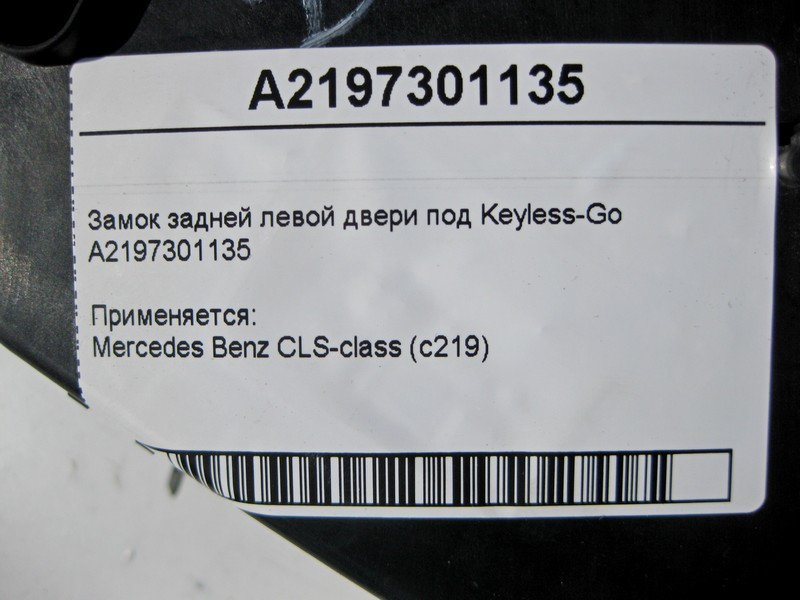 A2197301135
Замок задней левой двери под Keyless-Go
A2197301135
Применяется:
Mercedes Benz CLS-class (c219)